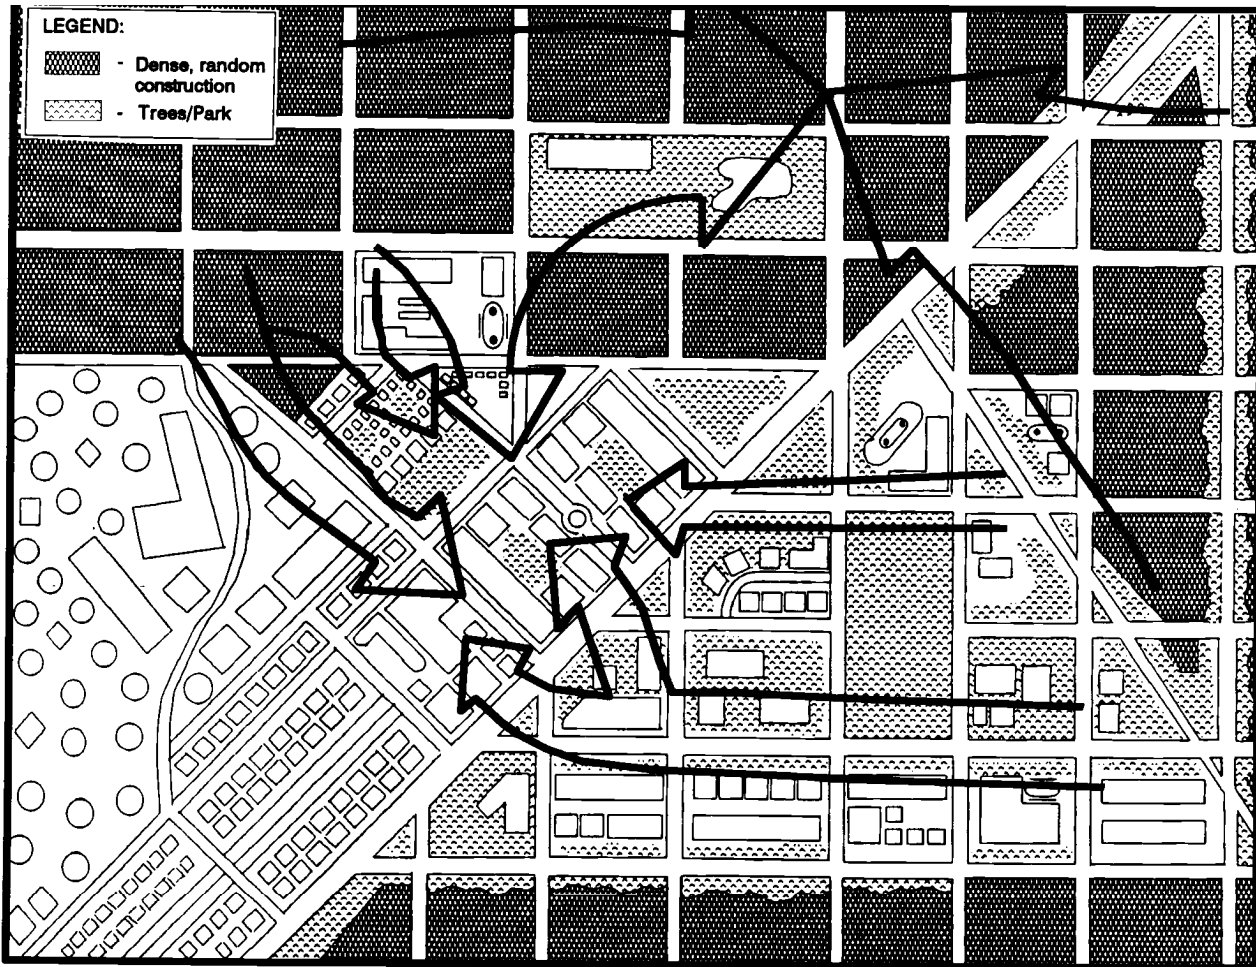 LEGEND:
- Dense, random
construction
- Trees/Park